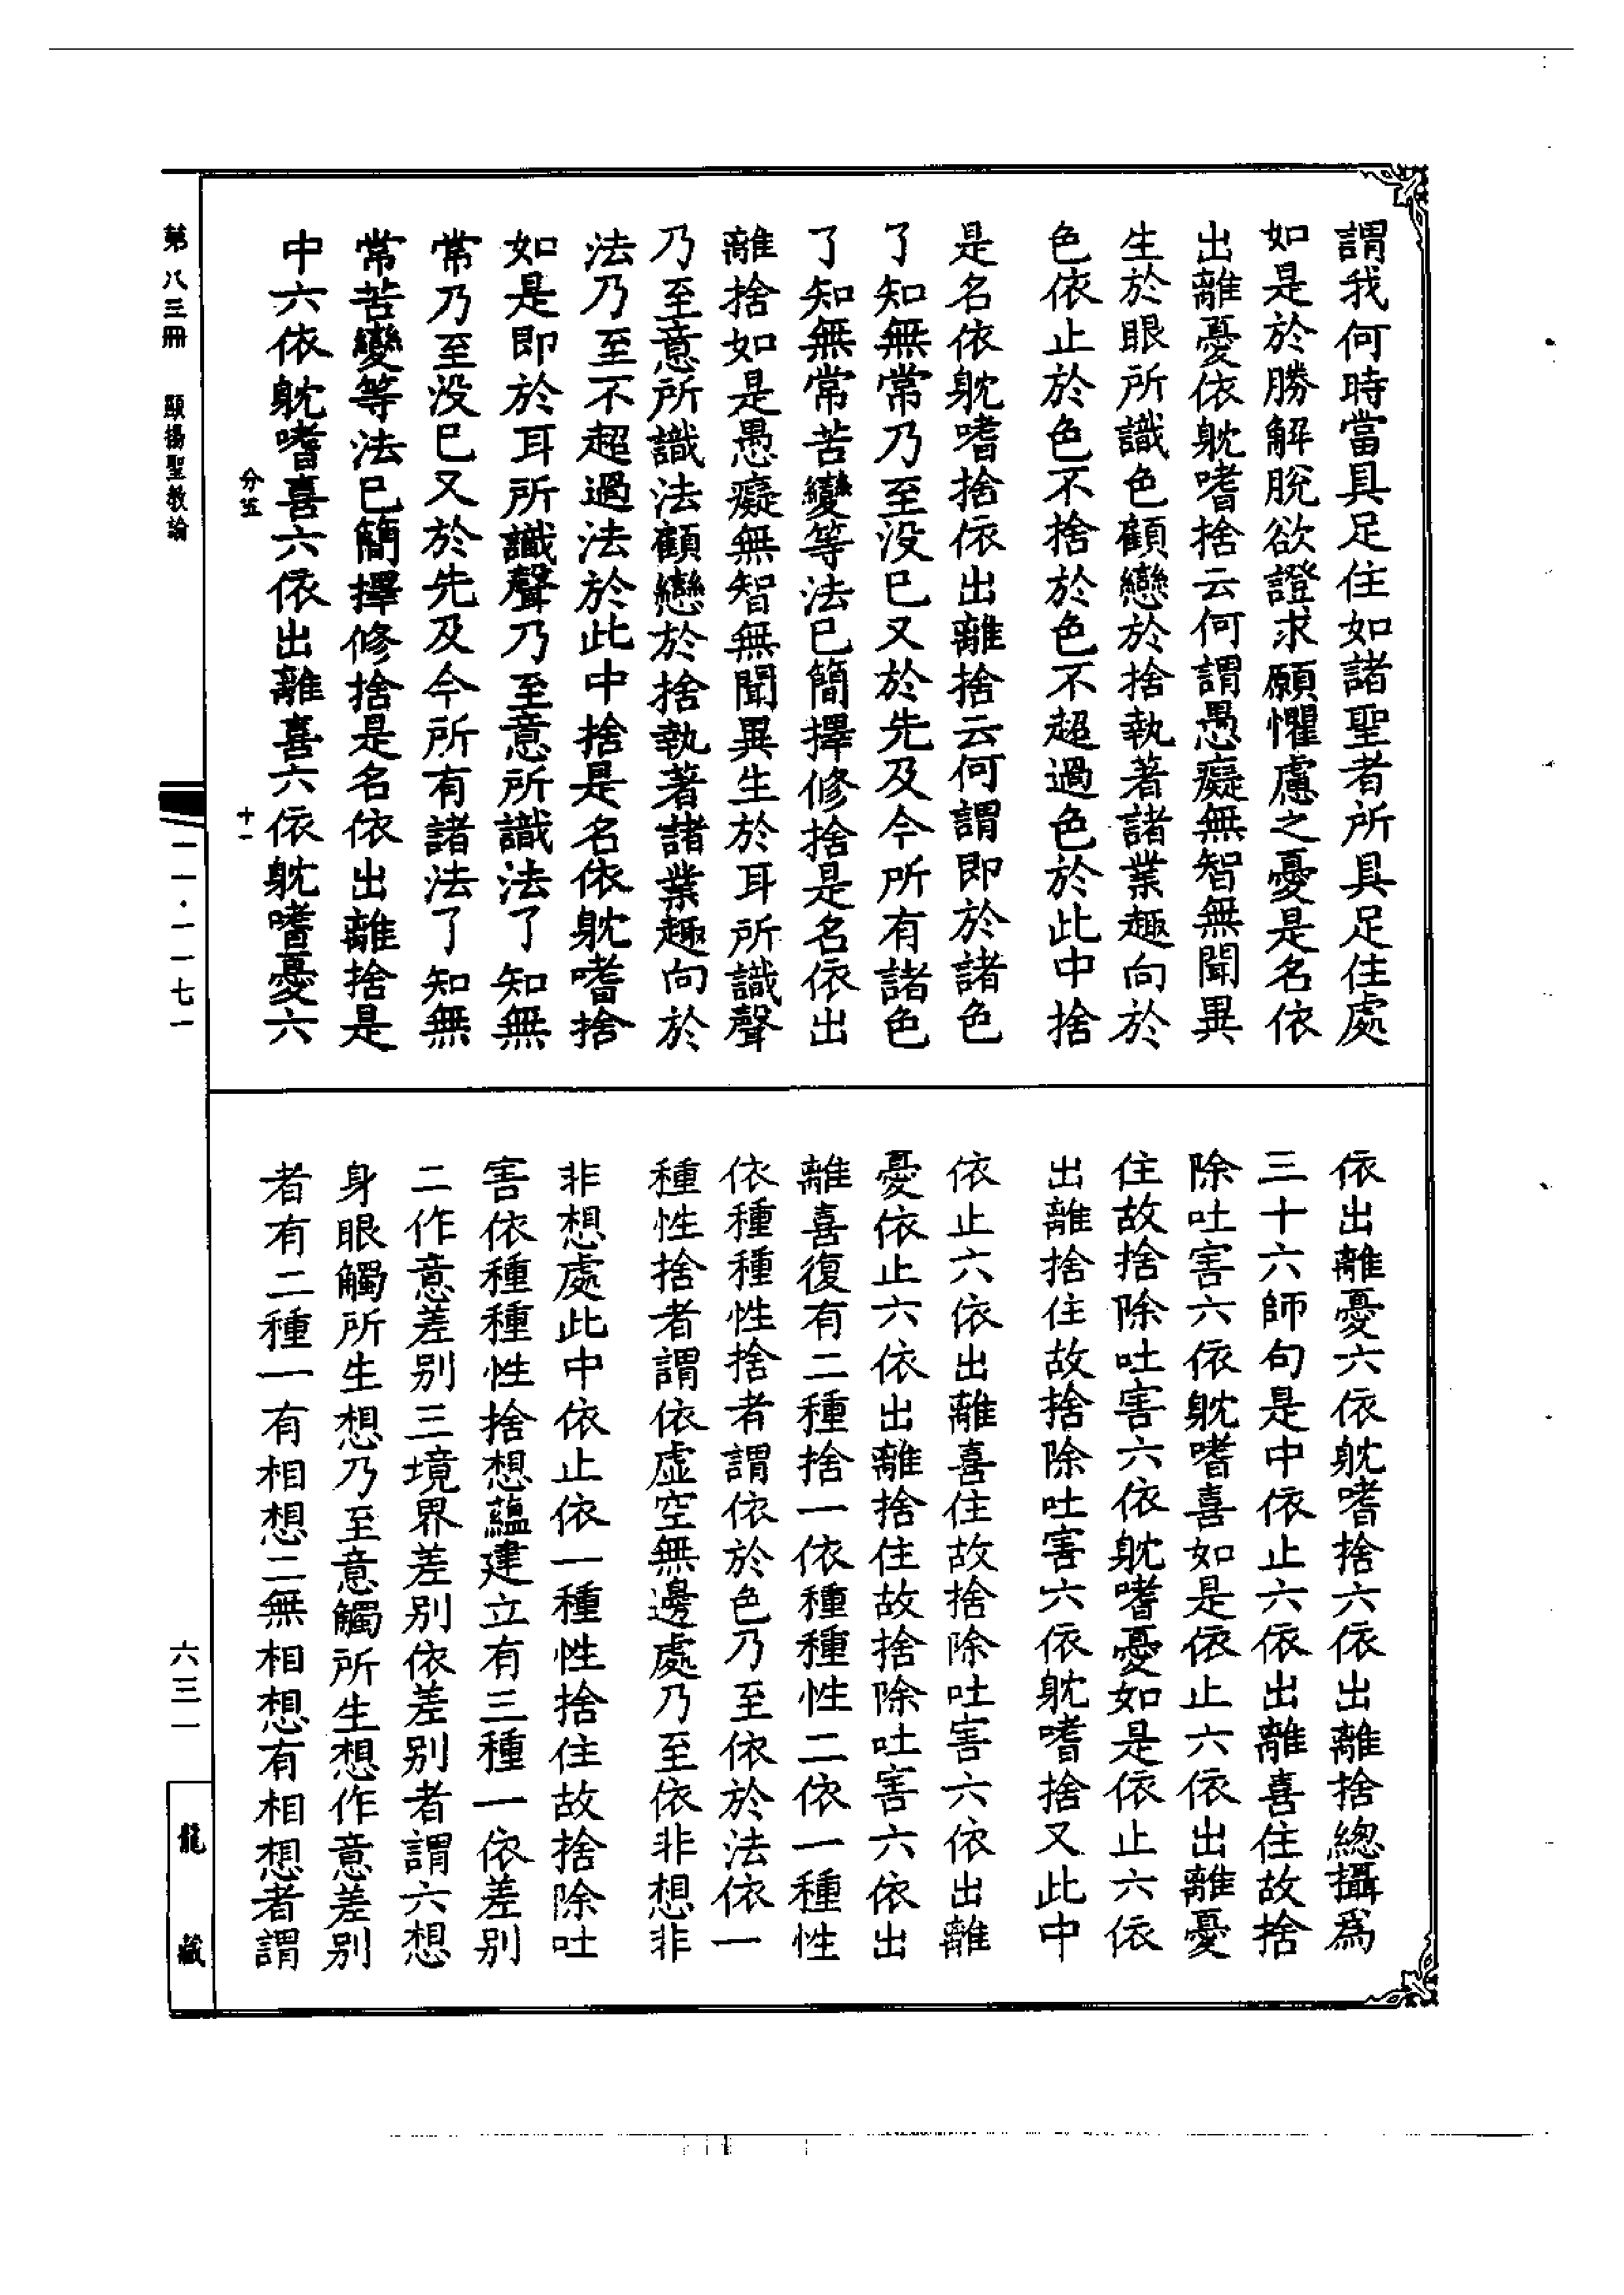 謂我何時當具足住如諸聖者所具足住處
如是於勝解脫欲證求願懼慮之憂是名依
出離憂依躭嗜捨云何謂愚癡無智無聞異
生於眼所識色顧戀於捨執著諸業趣向於
色依止於色不捨於色不超過色於此中捨
是名依躭嗜捨依出離捨云何謂即於諸色
了知無常乃至没已又於先及今所有諸色
了知無常苦變等法已簡擇修捨是名依出
離捨如是愚癡無智無聞異生於耳所識聲
乃至意所識法顧戀於捨執著諸業趣向於
法乃至不超過法於此中捨是名依躭嗜捨
如是即於耳所識聲乃至意所識法了知無
常乃至没已又於先及今所有諸法了知無
常苦變等法已簡擇修捨是名依出離捨是
中六依躭嗜喜六依出離喜六依躭嗜憂六
分五
十一
依出離憂六依躭嗜捨六依出離捨總攝為
三十六師句是中依止六依出離喜住故捨
除吐害六依躭嗜喜如是依止六依出離憂
住故捨除吐害六依躭嗜憂如是依止六依
出離捨住故捨除吐害六依躭嗜捨又此中
依止六依出離喜住故捨除吐害六依出離
憂依止六依出離捨住故捨除吐害六依出
離喜復有二種捨一依種種性二依一種性
依種種性捨者謂依於色乃至依於法依一
種性捨者謂依虛空無邊處乃至依非想非
非想處此中依止依一種性捨住故捨除吐
害依種種性捨想蘊建立有三種一依差別
二作意差別三境界差別依差別者謂六想
身眼觸所生想乃至意觸所生想作意差別
者有二種一有相想二無相想有相想者謂
第八三冊 顯揚聖教論
一一·一一七一
六三一
龍藏